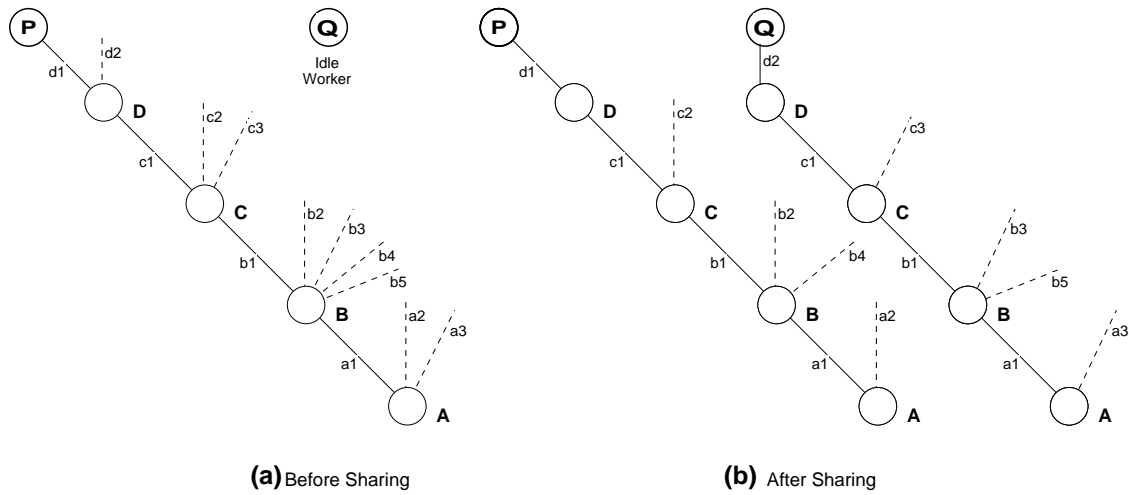 P
Q
P
Q
d1
d2
Idle
Worker
d1
d2
D
D
D
c1
c2
c3
c1
c2
c1
c3
C
C
C
b1
b2
b3
b4
b5
b1
b2
b4
b1
b3
b5
B
B
B
a1
a2
a3
a1
a2
a1
a3
A
A
A
(a) Before Sharing
(b) After Sharing